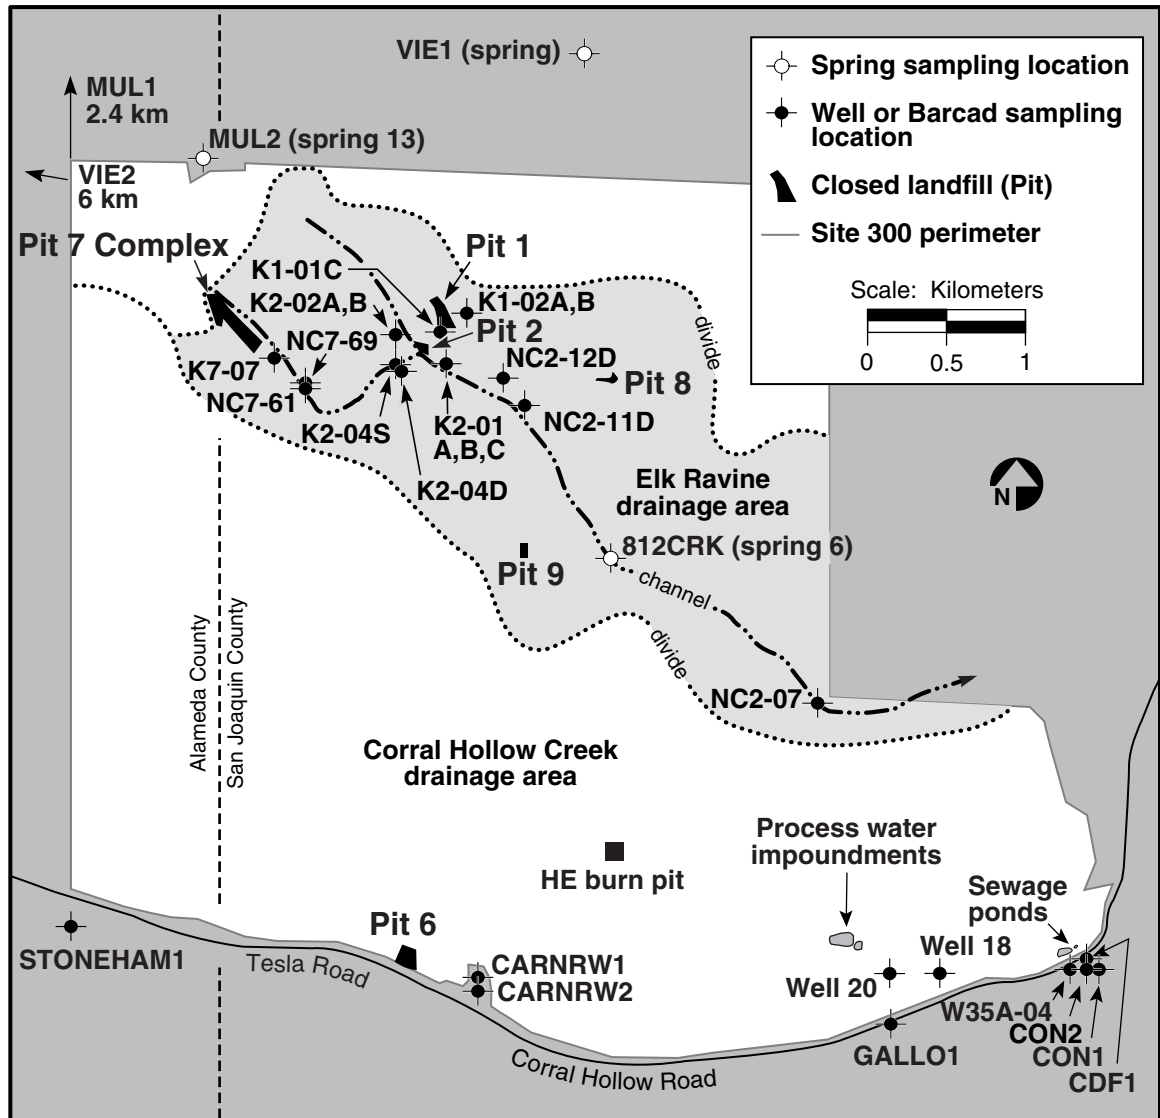 VIE1 (spring)
Spring sampling location
Well or Barcad sampling
location
Closed landfill (Pit)
Site 300 perimeter
Scale: Kilometers
0
0.5
1
MUL1
2.4 km
MUL2 (spring 13)
VIE2
6 km
Pit 7 Complex
Pit 1
K1-01C
K2-02A,B
K1-02A,B
Pit 2
NC7-69
NC2-12D
K7-07
Pit 8
NC7-61
K2-04S
K2-01
A,B,C
NC2-11D
K2-04D
divide
Elk Ravine
drainage area
N
812CRK (spring 6)
Pit 9
channel
divide
Alameda County
San Joaquin County
NC2-07
Corral Hollow Creek
drainage area
Process water
impoundments
HE burn pit
Sewage
ponds
Pit 6
Well 18
STONEHAM1
Tesla Road
CARNRW1
CARNRW2
Well 20
W35A-04
CON2
GALLO1
CON1
CDF1
Corral Hollow Road